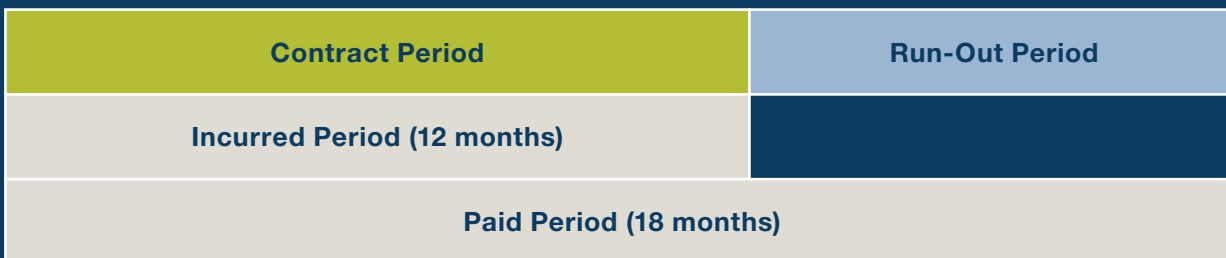 Contract Period
Run-Out Period
Incurred Period (12 months)
Paid Period (18 months)